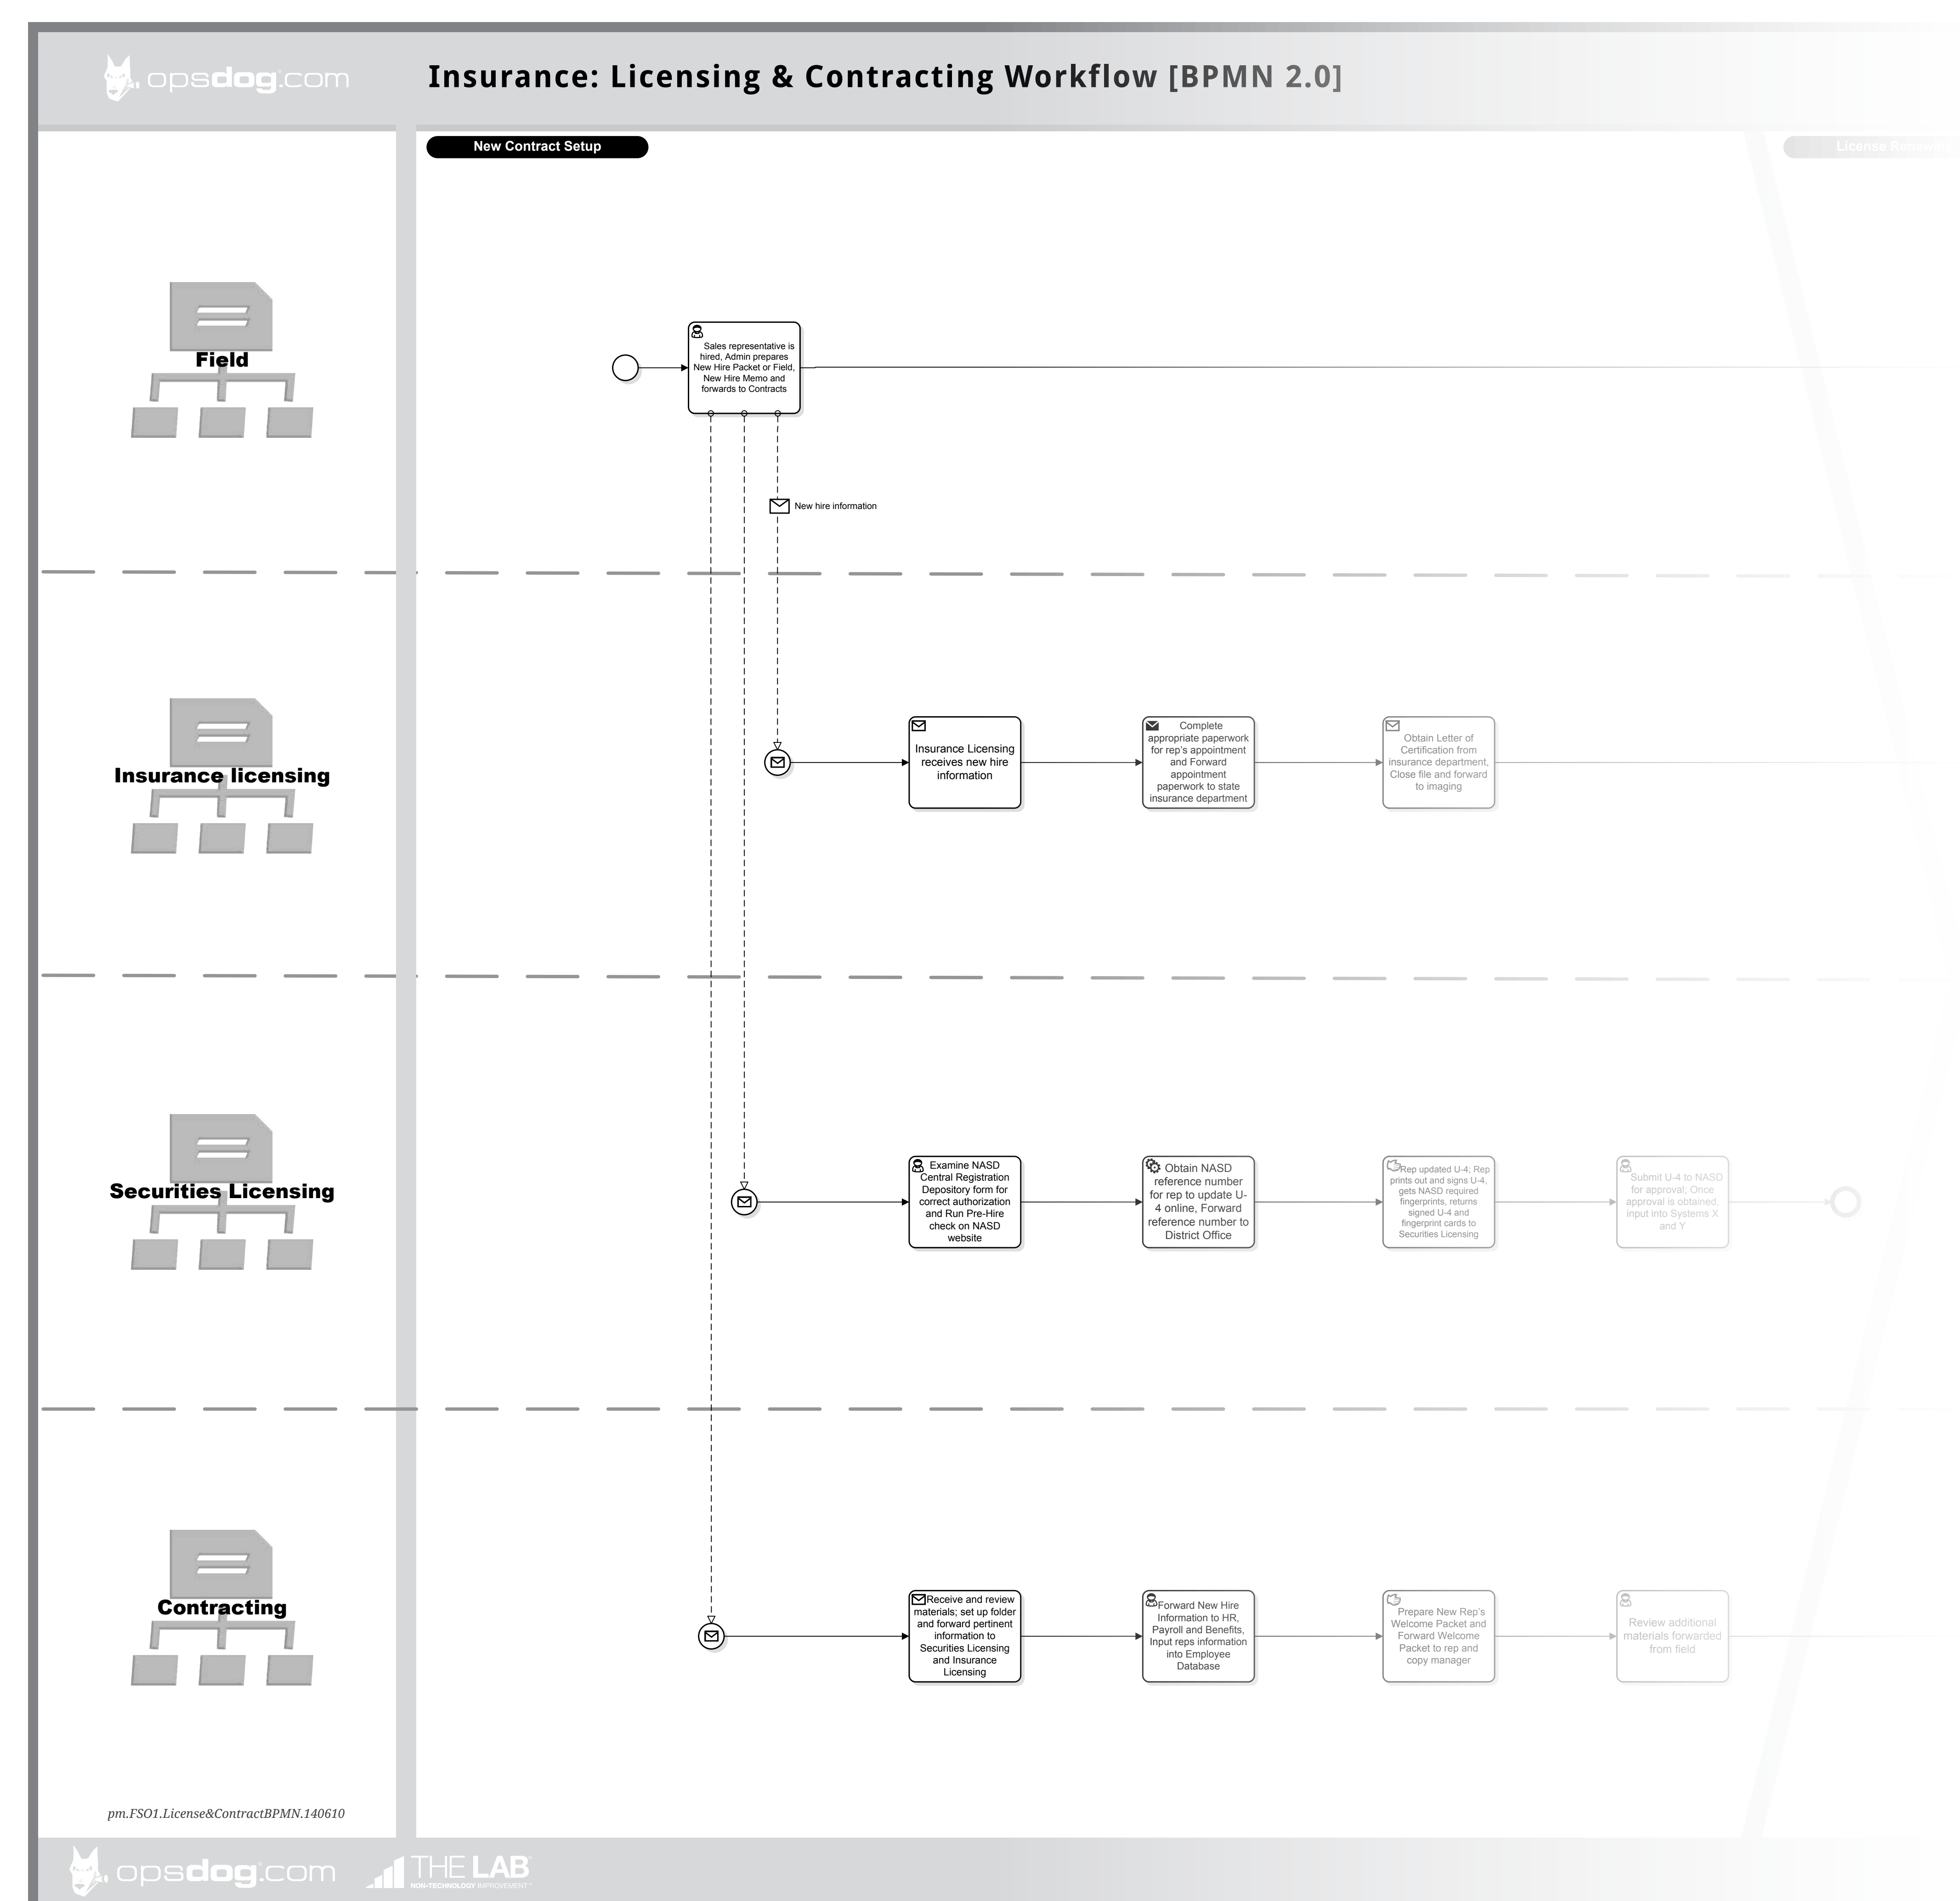 opsdog.com
Insurance: Licensing & Contracting Workflow [BPMN 2.0]
New Contract Setup
License
Field
Sales representative is
hired, Admin prepares
New Hire Packet or Field,
New Hire Memo and
forwards to Contracts
New hire information
Insurance licensing
Insurance Licensing
receives new hire
information
Complete
appropriate paperwork
for rep's appointment
and Forward
appointment
paperwork to state
insurance department
Obtain Letter of
Certification from
insurance department,
Close file and forward
to imaging
Securities Licensing
Examine NASD
Central Registration
Depository form for
correct authorization
and Run Pre-Hire
check on NASD
website
Obtain NASD
reference number
for rep to update U-
4 online, Forward
reference number to
District Office
Rep updated U-4; Rep
prints out and signs U-4,
gets NASD required
fingerprints, returns
signed U-4 and
fingerprint cards to
Securities Licensing
Submit U-4 to NASD
for approval; Once
approval is obtained,
input into Systems X
and Y
Contracting
Receive and review
materials; set up folder
and forward pertinent
information to
Securities Licensing
and Insurance
Licensing
Forward New Hire
Information to HR,
Payroll and Benefits,
Input reps information
into Employee
Database
Prepare New Rep's
Welcome Packet and
Forward Welcome
Packet to rep and
copy manager
Review additional
materials forwarded
from field
pm.FSO1.License&ContractBPMN.140610
opsdog.com
THE LAB
NON-TECHNOLOGY IMPROVEMENT